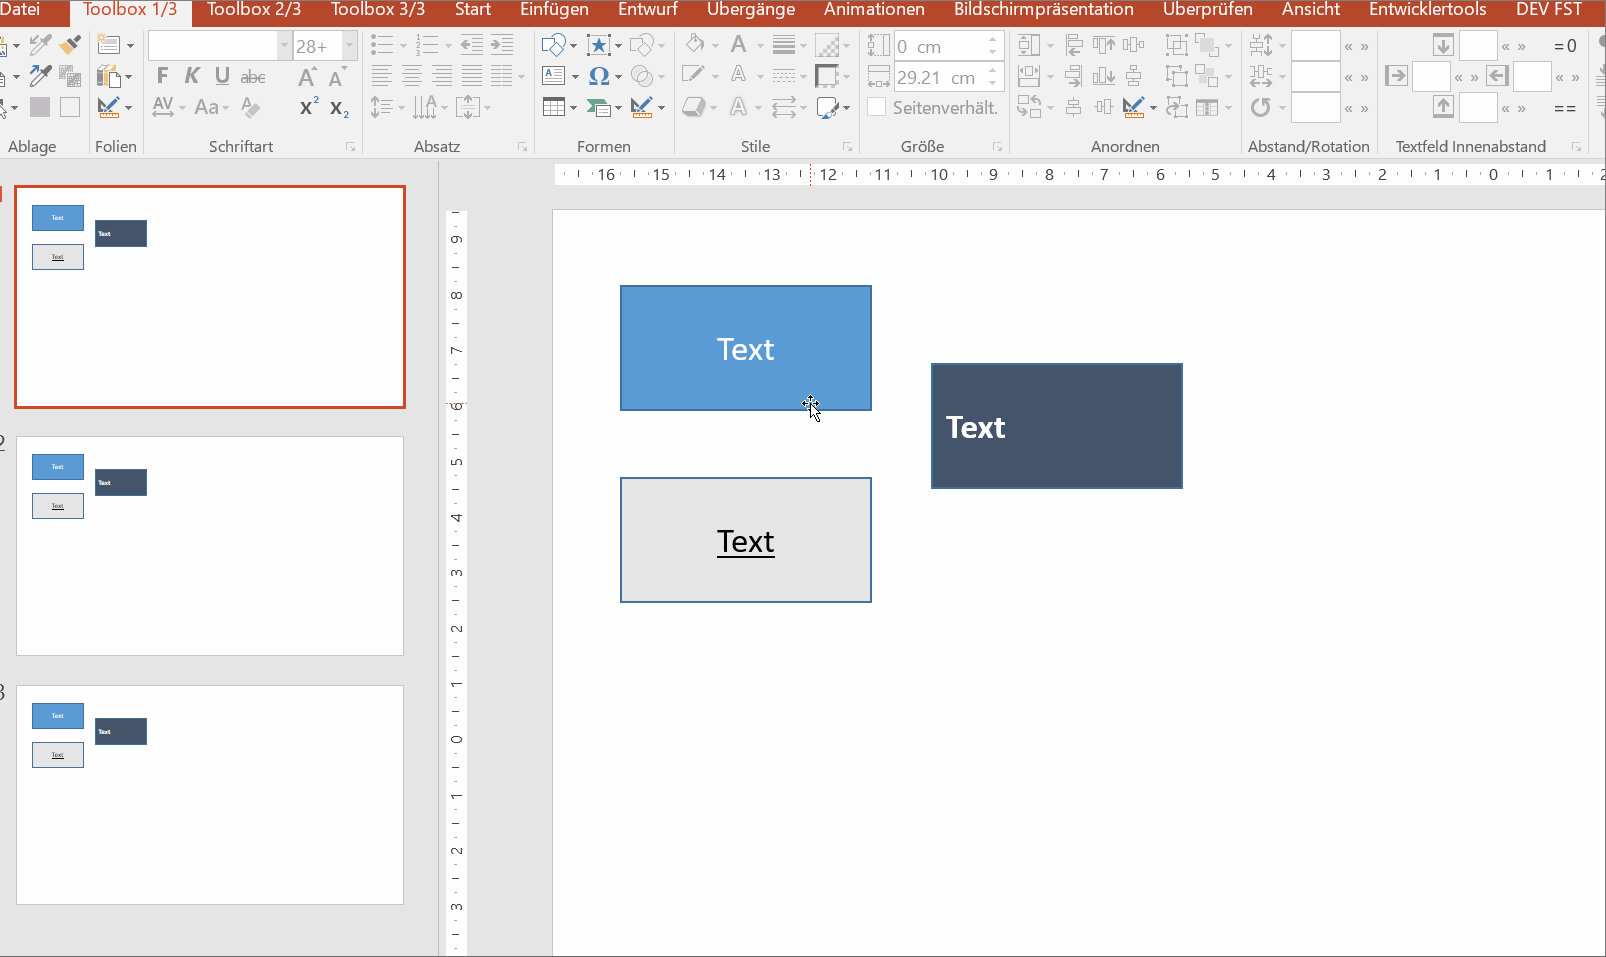 Datei Toolbox 1/3 Toolbox 2/3 Toolbox 3/3 Start Einfügen Entwurf Übergänge Animationen Bildschirmpräsentation Überprüfen Ansicht Entwicklertools DEV FST
28+ 0 cm « » « » = 0
F K U abc A A A 29.21 cm « » « » « »
AV Aa A X² X₂ A A Seitenverhält. « » « » ==
Ablage Folien Schriftart Absatz Formen Stile Größe Anordnen Abstand/Rotation Textfeld Innenabstand
16 15 14 13 12 11 10 9 8 7 6 5 4 3 2 1 0 1 2
9
8
7
6
5
4
3
2
1
0
1
2
3
Text
Text
Text
2
Text
Text
Text
3
Text
Text
Text
Text
Text
Text